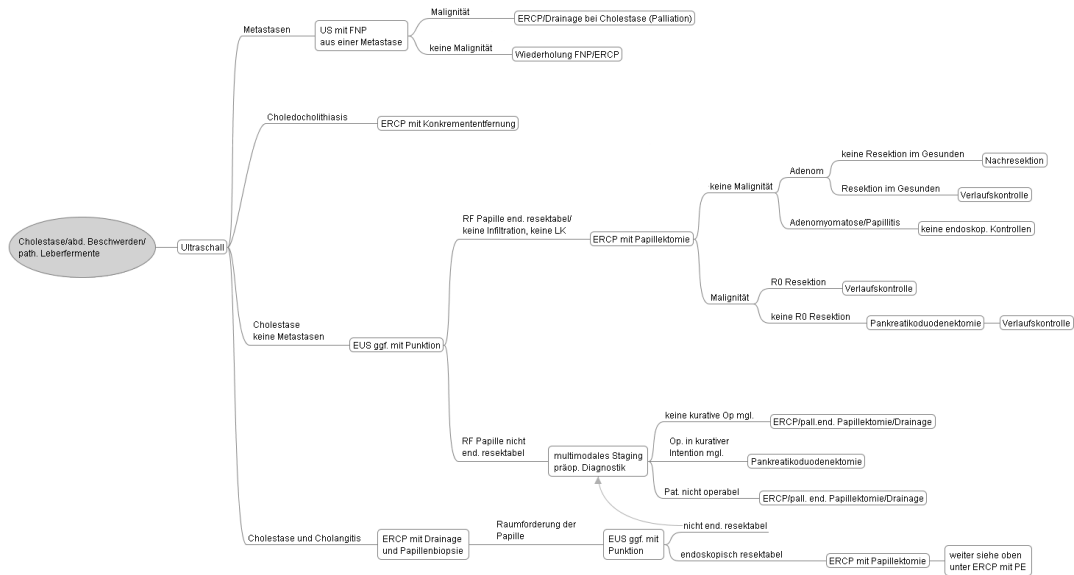 Cholestase/abd. Beschwerden/
path. Leberfermente
Ultraschall
Metastasen
US mit FNP
aus einer Metastase
Malignität
ERCP/Drainage bei Cholestase (Palliation)
keine Malignität
Wiederholung FNP/ERCP
Choledocholithiasis
ERCP mit Konkremententfernung
Cholestase
keine Metastasen
EUS ggf. mit Punktion
RF Papille end. resektabel/
keine Infiltration, keine LK
ERCP mit Papillektomie
keine Malignität
Adenom
keine Resektion im Gesunden
Nachresektion
Resektion im Gesunden
Verlaufskontrolle
Adenomyomatose/Papillitis
keine endoskop. Kontrollen
Malignität
R0 Resektion
Verlaufskontrolle
keine R0 Resektion
Pankreatikoduodenektomie
Verlaufskontrolle
RF Papille nicht
end. resektabel
multimodales Staging
präop. Diagnostik
keine kurative Op mgl.
ERCP/pall.end. Papillektomie/Drainage
Op. in kurativer
Intention mgl.
Pankreatikoduodenektomie
Pat. nicht operabel
ERCP/pall. end. Papillektomie/Drainage
Cholestase und Cholangitis
ERCP mit Drainage
und Papillenbiopsie
Raumforderung der
Papille
EUS ggf. mit
Punktion
nicht end. resektabel
endoskopisch resektabel
ERCP mit Papillektomie
weiter siehe oben
unter ERCP mit PE